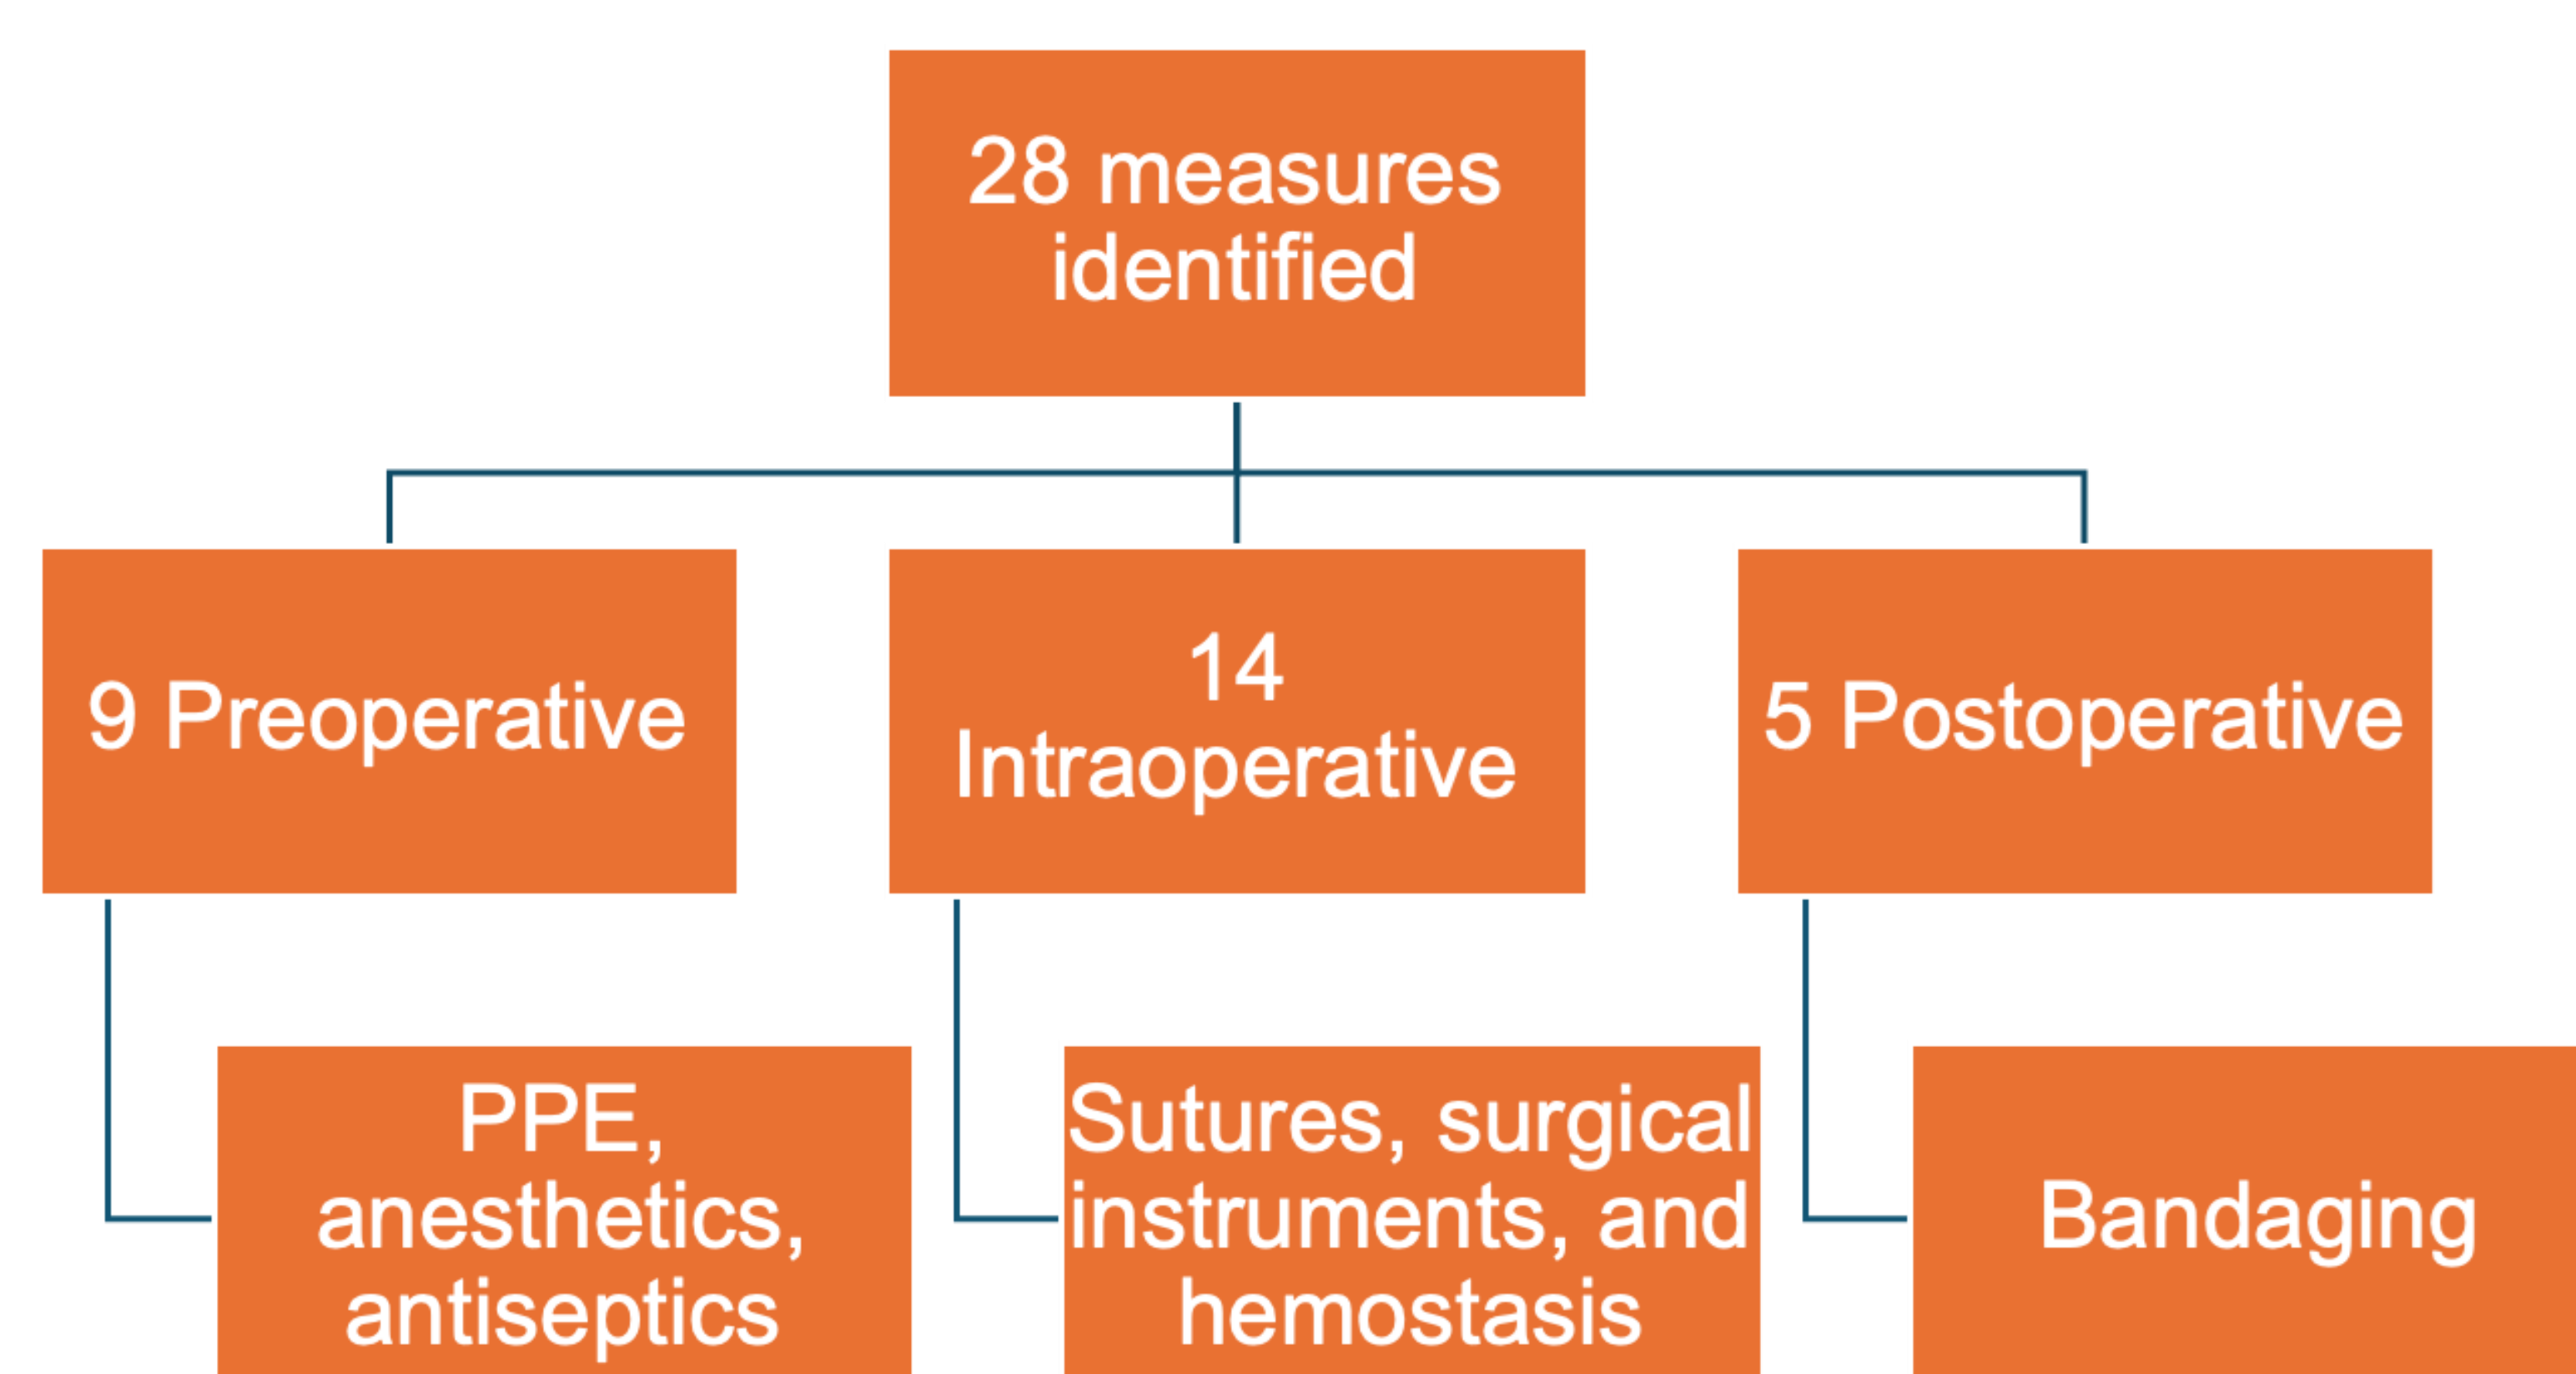 28 measures
identified
9 Preoperative
14
Intraoperative
5 Postoperative
PPE,
anesthetics,
antiseptics
Sutures, surgical
instruments, and
hemostasis
Bandaging